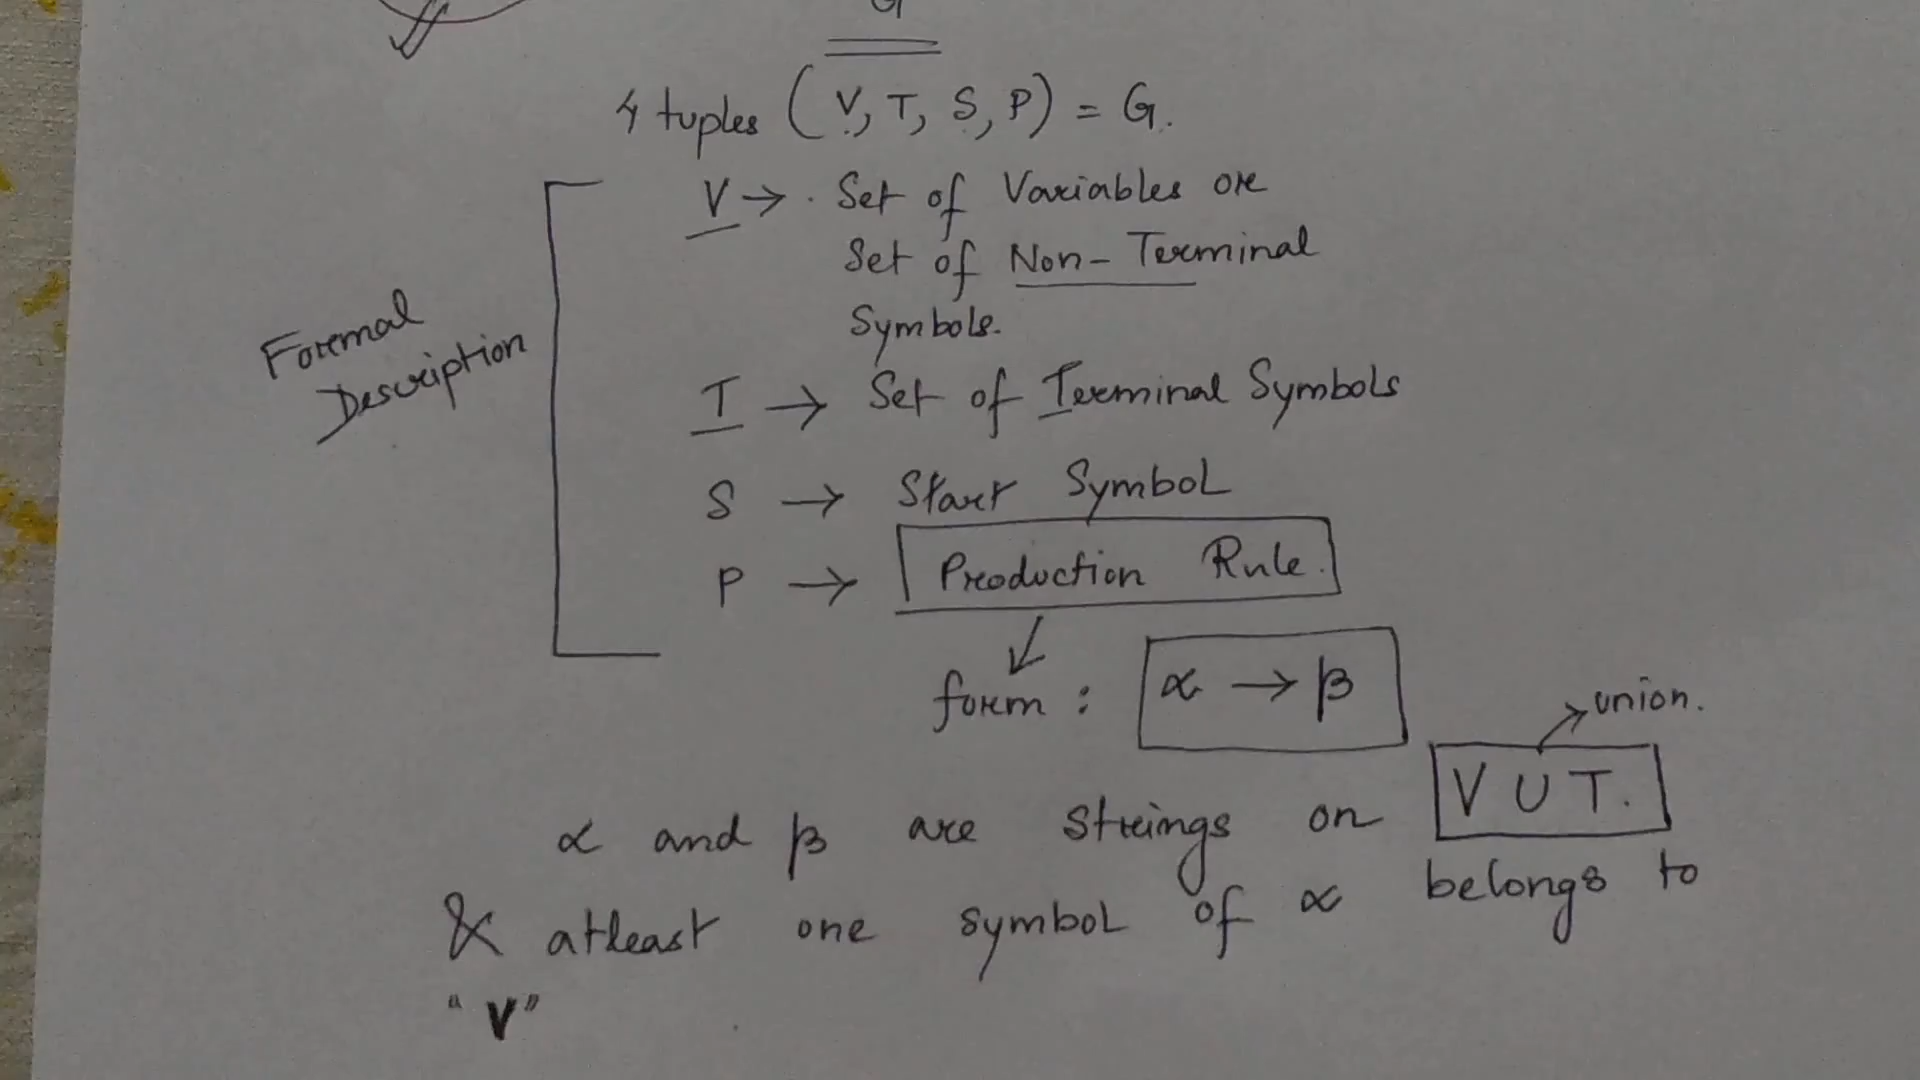 G
4 tuples (V, T, S, P) = G.
V → Set of Variables or
Set of Non-Terminal
Symbols.
Formal
Description
T → Set of Terminal Symbols
S → Start Symbol
P → Production Rule.
form : α → β
union.
α and β are strings on V U T.
& atleast one symbol of α belongs to
"V"